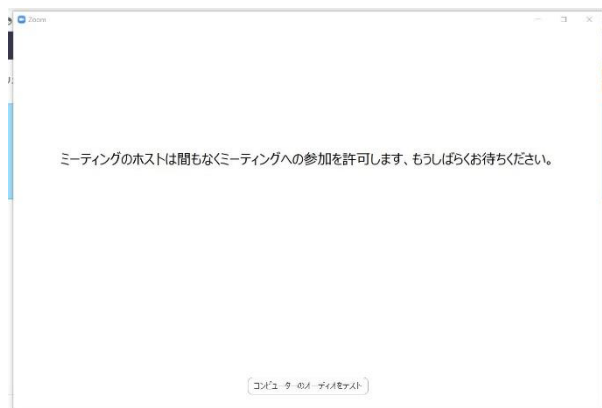 Zoom
ミーティングのホストは間もなくミーティングへの参加を許可します、もうしばらくお待ちください。
コンピューターのオーディオをテスト